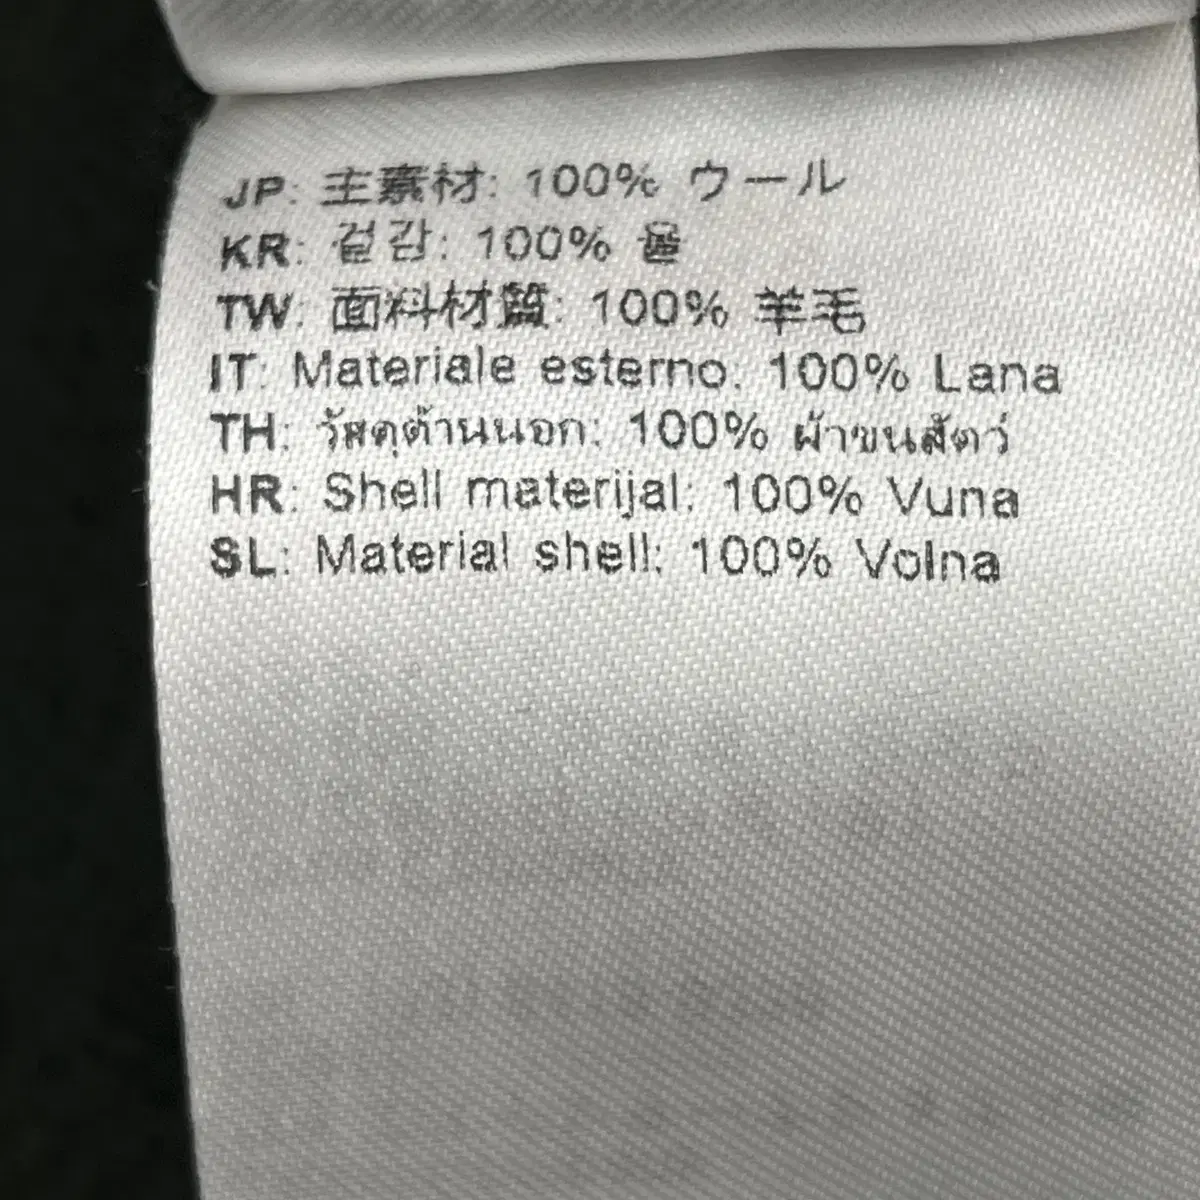 JP: 主素材: 100% ウール
KR: 겉감: 100% 울
TW: 面料材質: 100% 羊毛
IT: Materiale esterno. 100% Lana
TH: วัสดุด้านนอก: 100% ผ้าขนสัตว์
HR: Shell materijal: 100% Vuna
SL: Material shell: 100% Volna